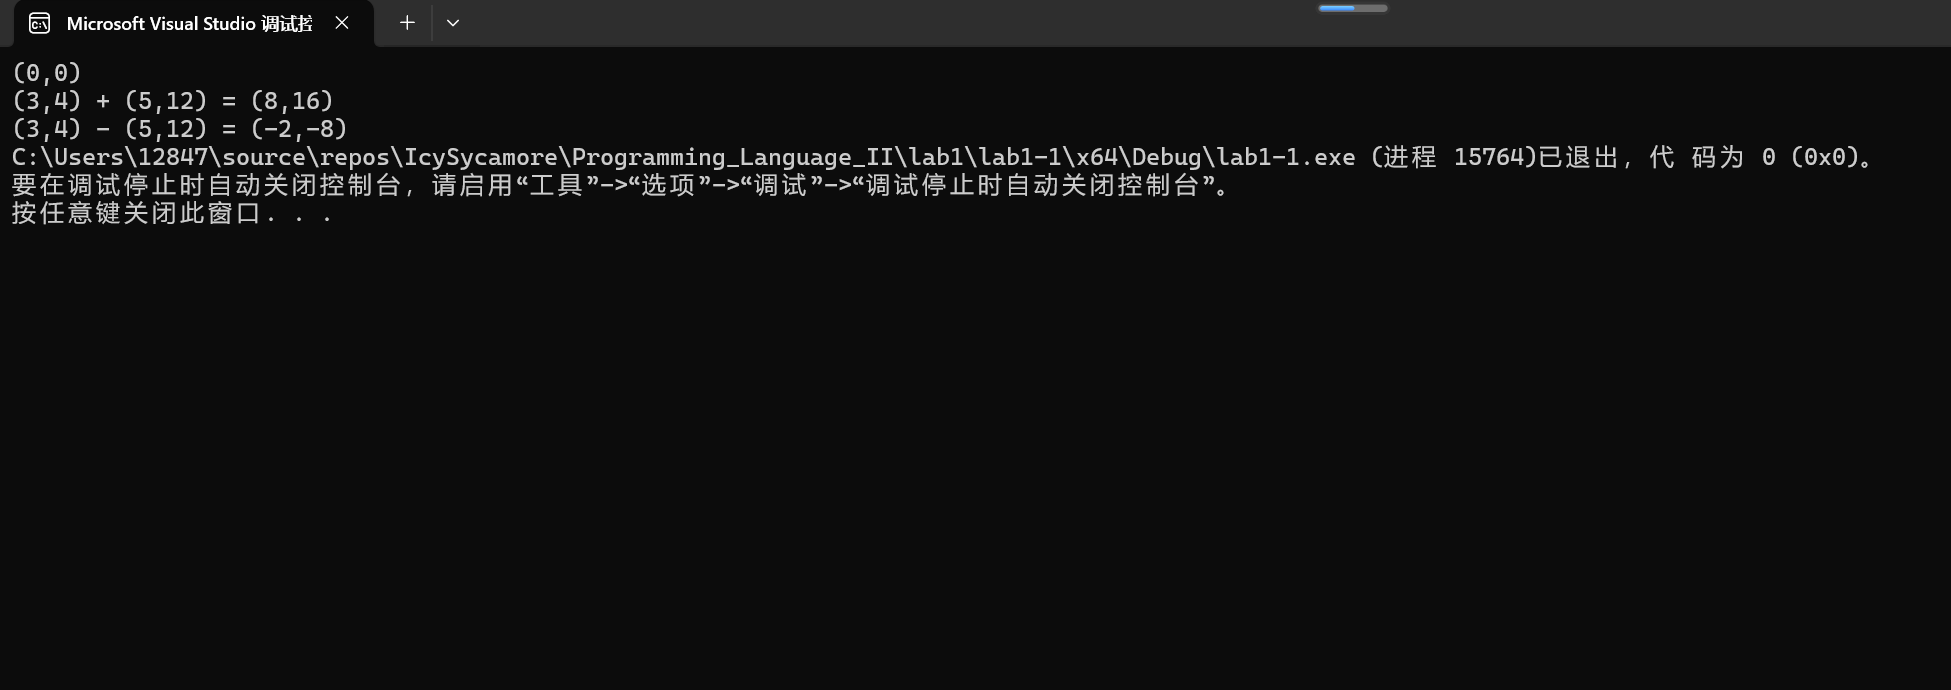 Microsoft Visual Studio 调试控
(0,0)
(3,4) + (5,12) = (8,16)
(3,4) - (5,12) = (-2,-8)
C:\Users\12847\source\repos\IcySycamore\Programming_Language_II\lab1\lab1-1\x64\Debug\lab1-1.exe (进程 15764)已退出，代 码为 0 (0x0)。
要在调试停止时自动关闭控制台，请启用“工具”->“选项”->“调试”->“调试停止时自动关闭控制台”。
按任意键关闭此窗口. . .